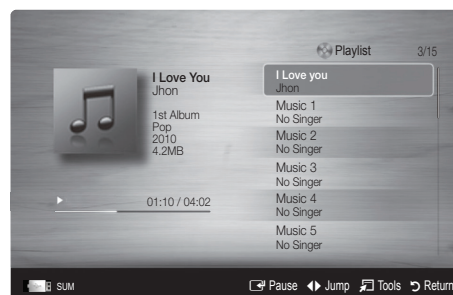 Playlist 3/15
I Love You
Jhon
1st Album
Pop
2010
4.2MB
01:10 / 04:02
I Love you
Jhon
Music 1
No Singer
Music 2
No Singer
Music 3
No Singer
Music 4
No Singer
Music 5
No Singer
SUM Pause Jump Tools Return